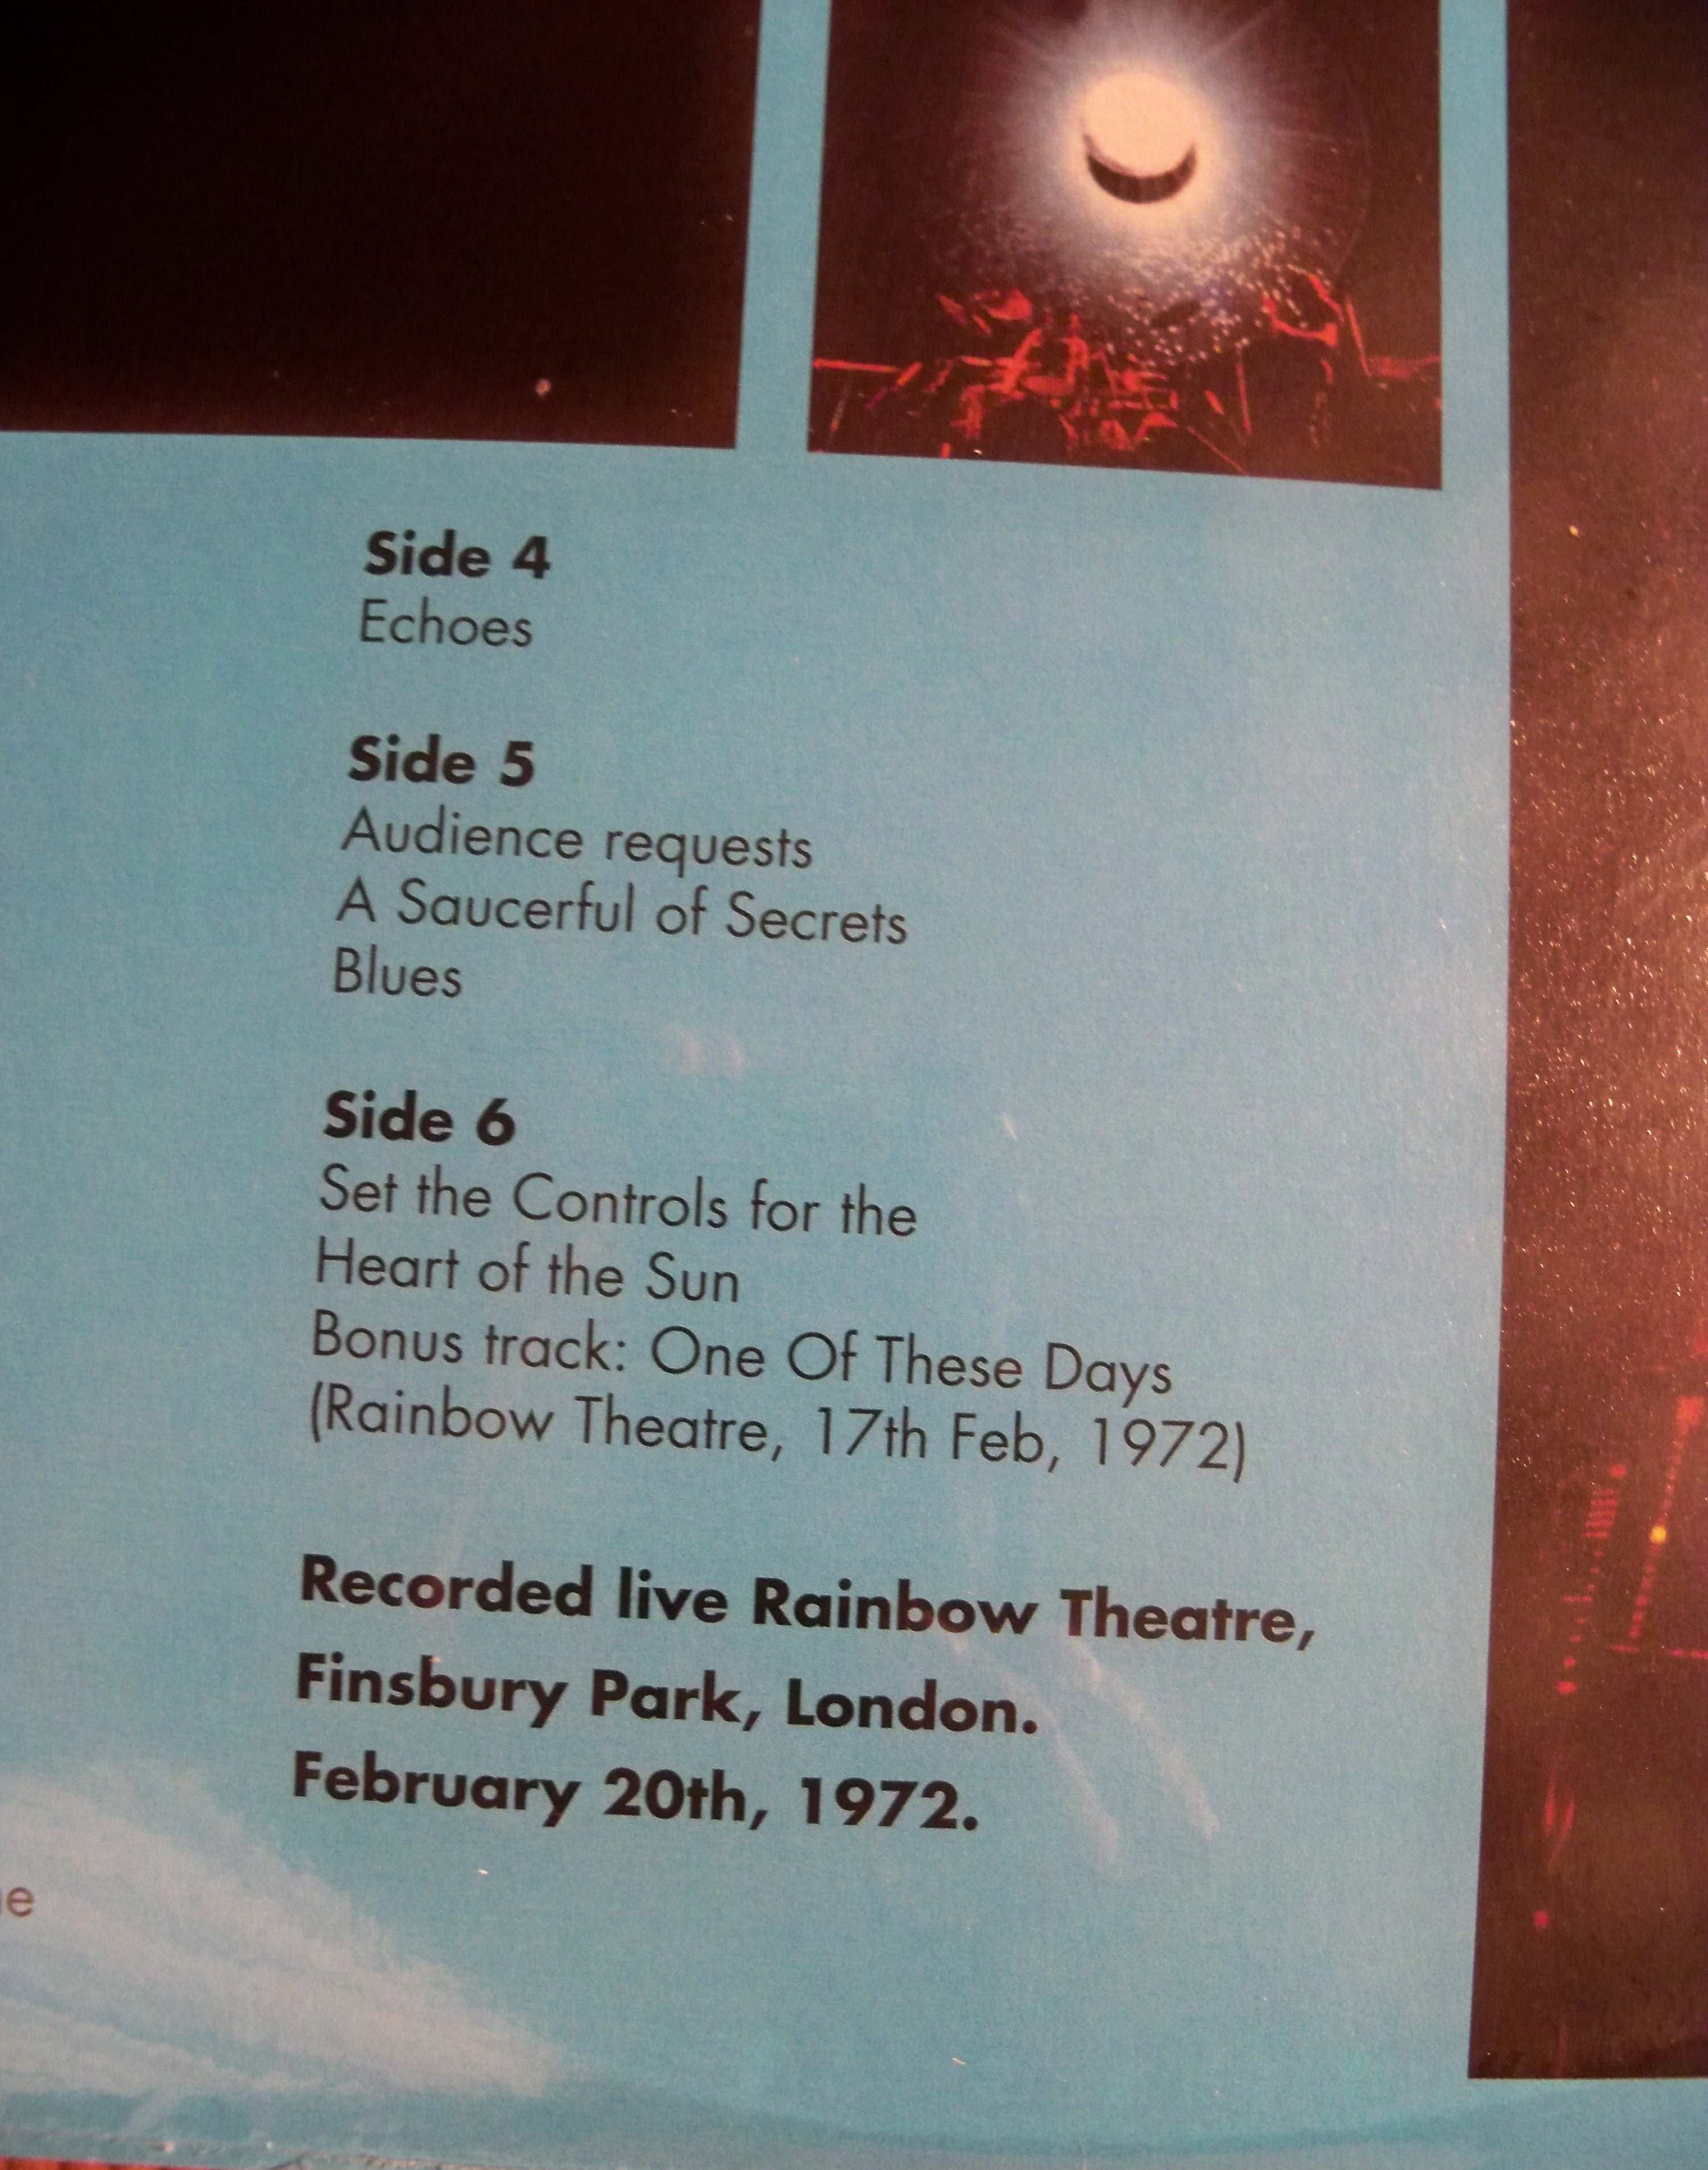 Side 4
Echoes
Side 5
Audience requests
A Saucerful of Secrets
Blues
Side 6
Set the Controls for the
Heart of the Sun
Bonus track: One Of These Days
(Rainbow Theatre, 17th Feb, 1972)
Recorded live Rainbow Theatre,
Finsbury Park, London.
February 20th, 1972.